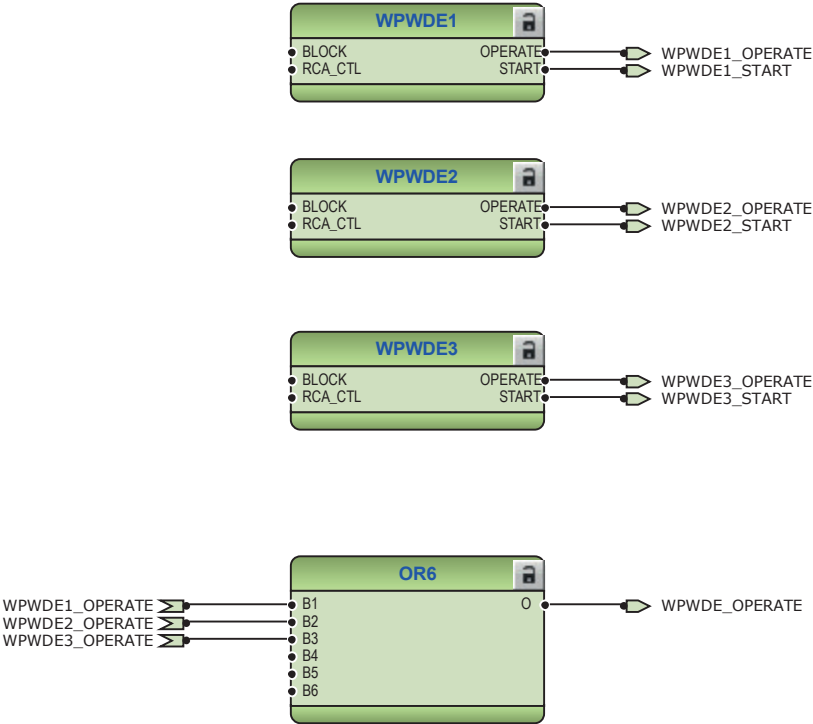 WPWDE1
BLOCK OPERATE WPWDE1_OPERATE
RCA_CTL START WPWDE1_START
WPWDE2
BLOCK OPERATE WPWDE2_OPERATE
RCA_CTL START WPWDE2_START
WPWDE3
BLOCK OPERATE WPWDE3_OPERATE
RCA_CTL START WPWDE3_START
OR6
WPWDE1_OPERATE B1 O WPWDE_OPERATE
WPWDE2_OPERATE B2
WPWDE3_OPERATE B3
B4
B5
B6